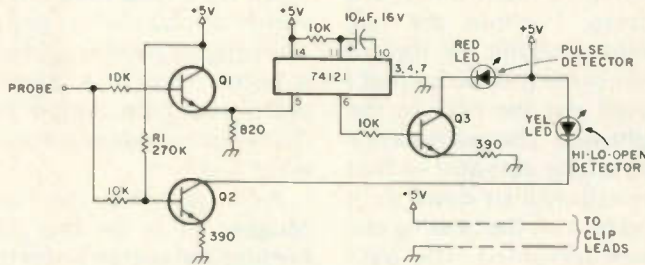 +5V
+5V
10µF, 16V
+5V
10K
+
14
11
10
74121
3,4,7
5
6
RED
LED
PULSE
DETECTOR
PROBE
10K
Q1
R1
270K
820
10K
Q3
390
YEL
LED
HI-LO-OPEN
DETECTOR
10K
Q2
390
+5V
TO
CLIP
LEADS